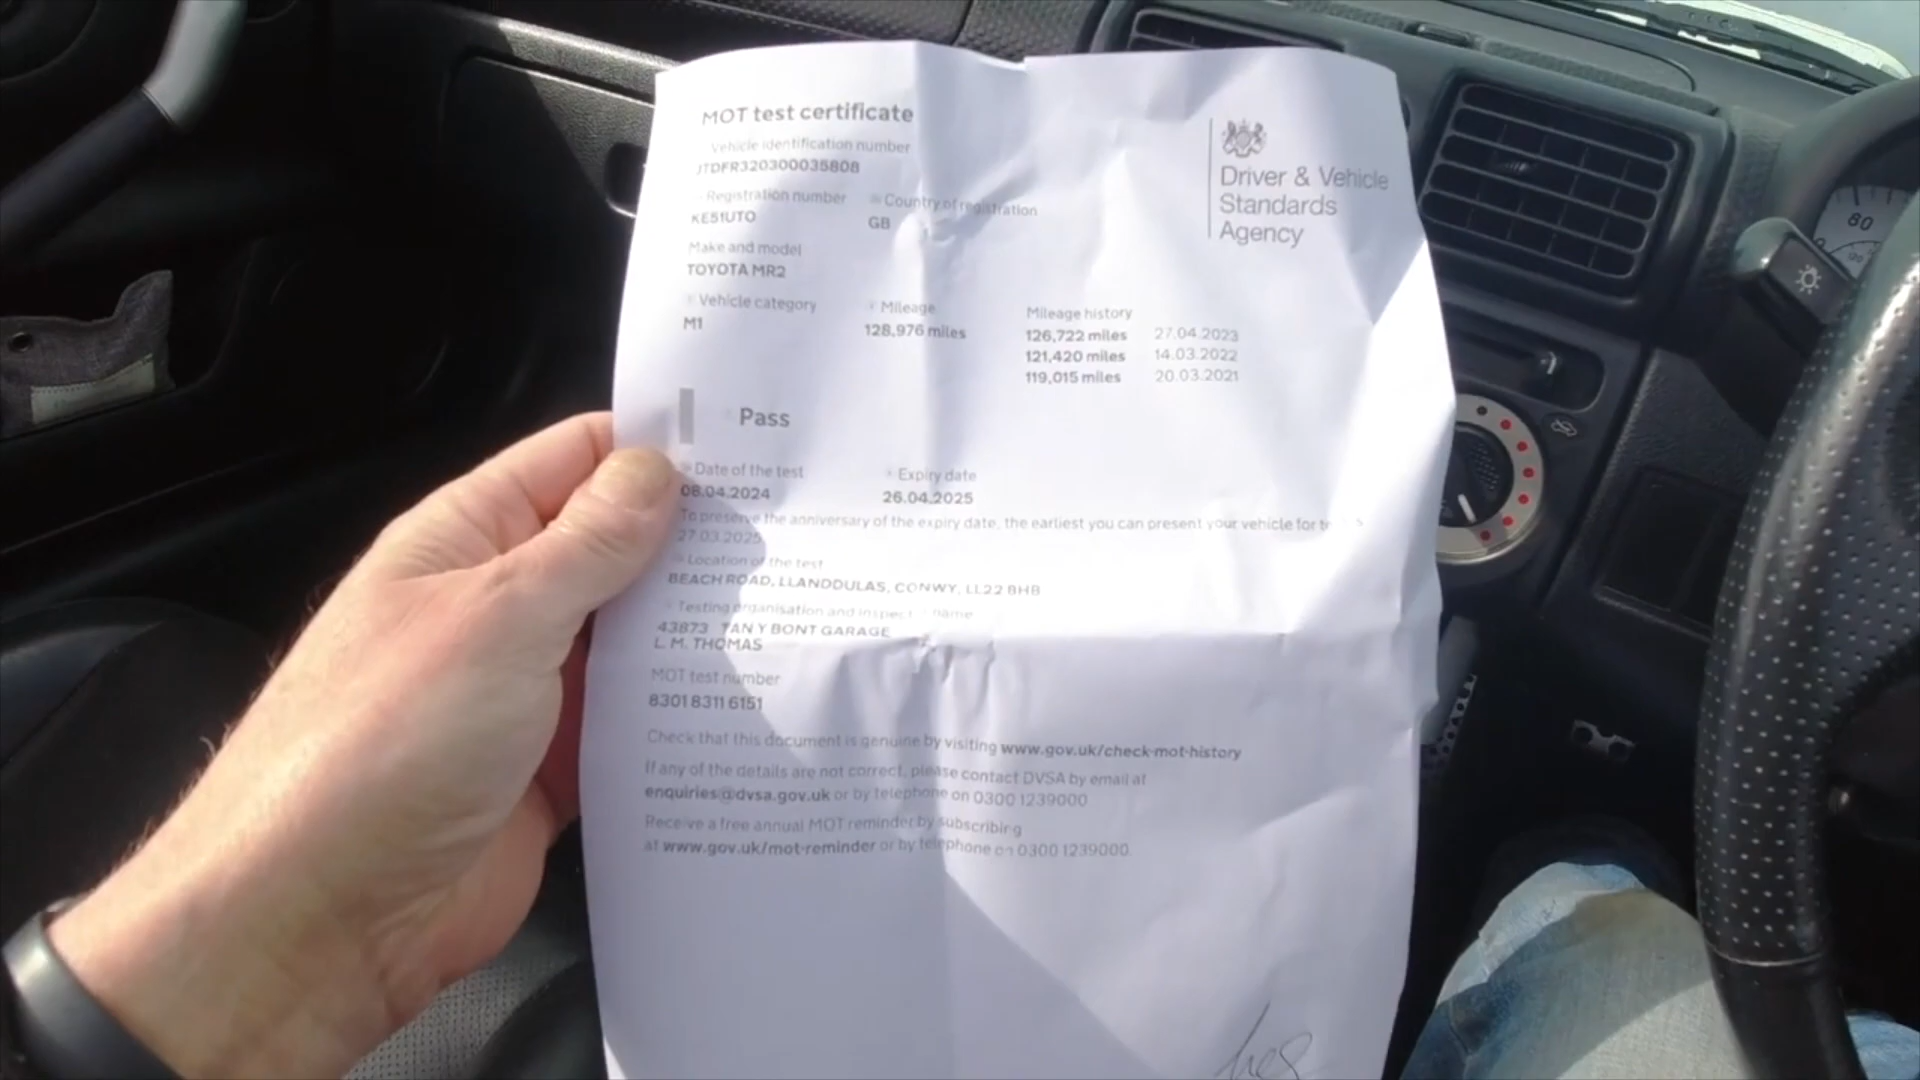 MOT test certificate
Vehicle identification number
JTDFR320300035808
Registration number
Country of registration
KE51UTO
GB
Make and model
TOYOTA MR2
Vehicle category
Mileage
M1
128,976 miles
Mileage history
126,722 miles 27.04.2023
121,420 miles 14.03.2022
119,015 miles 20.03.2021
Driver & Vehicle
Standards
Agency
Pass
Date of the test
Expiry date
08.04.2024
26.04.2025
To preserve the anniversary of the expiry date, the earliest you can present your vehicle for
27.03.2025
Location of the test
BEACH ROAD, LLANDDULAS, CONWY, LL22 8HB
Testing organisation and inspector name
43873 TAN Y BONT GARAGE
L. M. THOMAS
MOT test number
8301 8311 6151
Check that this document is genuine by visiting www.gov.uk/check-mot-history
If any of the details are not correct, please contact DVSA by email at
enquiries@dvsa.gov.uk or by telephone on 0300 1239000
Receive a free annual MOT reminder by subscribing
at www.gov.uk/mot-reminder or by telephone on 0300 1239000.
80